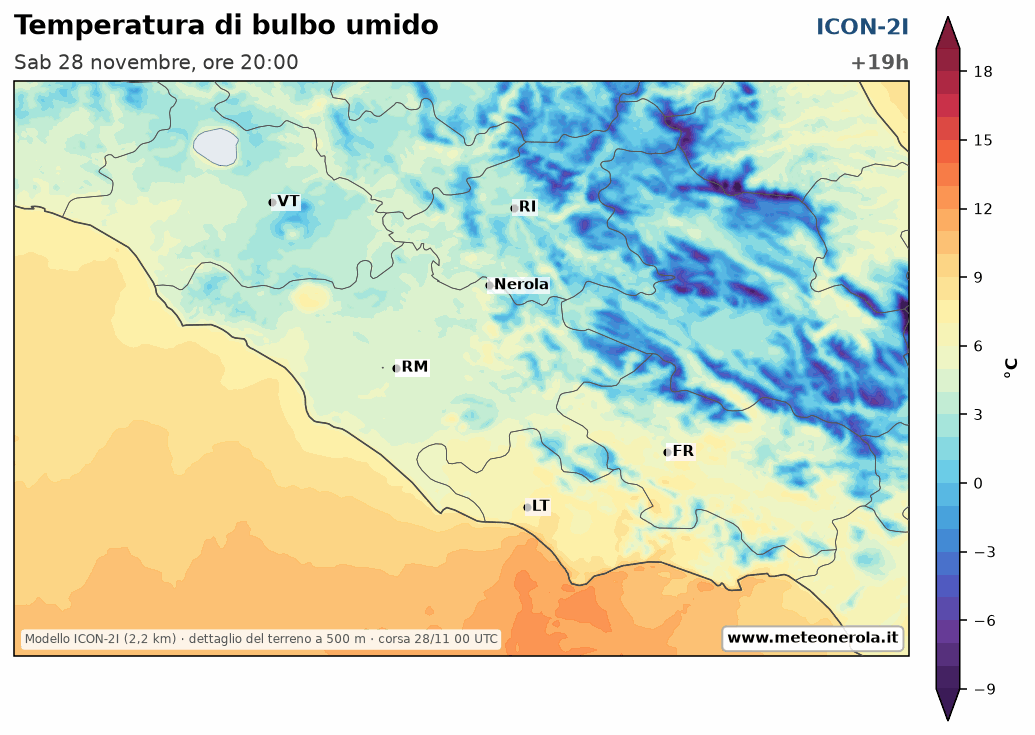 Temperatura di bulbo umido
ICON-2I
Sab 28 novembre, ore 20:00
+19h
VT
RI
Nerola
RM
FR
LT
Modello ICON-2I (2,2 km) · dettaglio del terreno a 500 m · corsa 28/11 00 UTC
www.meteonerola.it
18
15
12
9
6
3
0
−3
−6
−9
°C